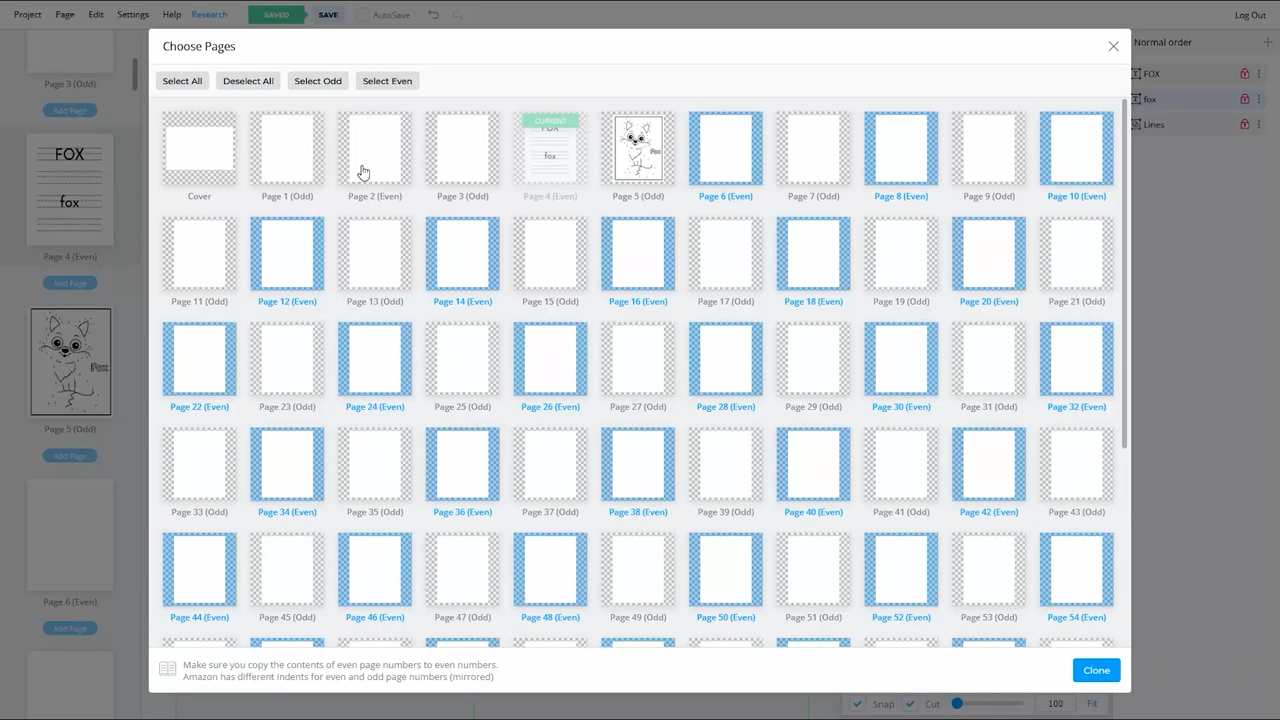 Project Page Edit Settings Help Research SAVED SAVE AutoSave Log Out
Page 3 (Odd)
Add Page
FOX
fox
Page 4 (Even)
Add Page
Fox
Page 5 (Odd)
Add Page
Page 6 (Even)
Add Page
Choose Pages
Select All Deselect All Select Odd Select Even
CURRENT
FOX
fox
Fox
Cover Page 1 (Odd) Page 2 (Even) Page 3 (Odd) Page 4 (Even) Page 5 (Odd) Page 6 (Even) Page 7 (Odd) Page 8 (Even) Page 9 (Odd) Page 10 (Even)
Page 11 (Odd) Page 12 (Even) Page 13 (Odd) Page 14 (Even) Page 15 (Odd) Page 16 (Even) Page 17 (Odd) Page 18 (Even) Page 19 (Odd) Page 20 (Even) Page 21 (Odd)
Page 22 (Even) Page 23 (Odd) Page 24 (Even) Page 25 (Odd) Page 26 (Even) Page 27 (Odd) Page 28 (Even) Page 29 (Odd) Page 30 (Even) Page 31 (Odd) Page 32 (Even)
Page 33 (Odd) Page 34 (Even) Page 35 (Odd) Page 36 (Even) Page 37 (Odd) Page 38 (Even) Page 39 (Odd) Page 40 (Even) Page 41 (Odd) Page 42 (Even) Page 43 (Odd)
Page 44 (Even) Page 45 (Odd) Page 46 (Even) Page 47 (Odd) Page 48 (Even) Page 49 (Odd) Page 50 (Even) Page 51 (Odd) Page 52 (Even) Page 53 (Odd) Page 54 (Even)
Make sure you copy the contents of even page numbers to even numbers.
Amazon has different indents for even and odd page numbers (mirrored)
Clone
Normal order
FOX
fox
Lines
Snap Cut 100 Fit